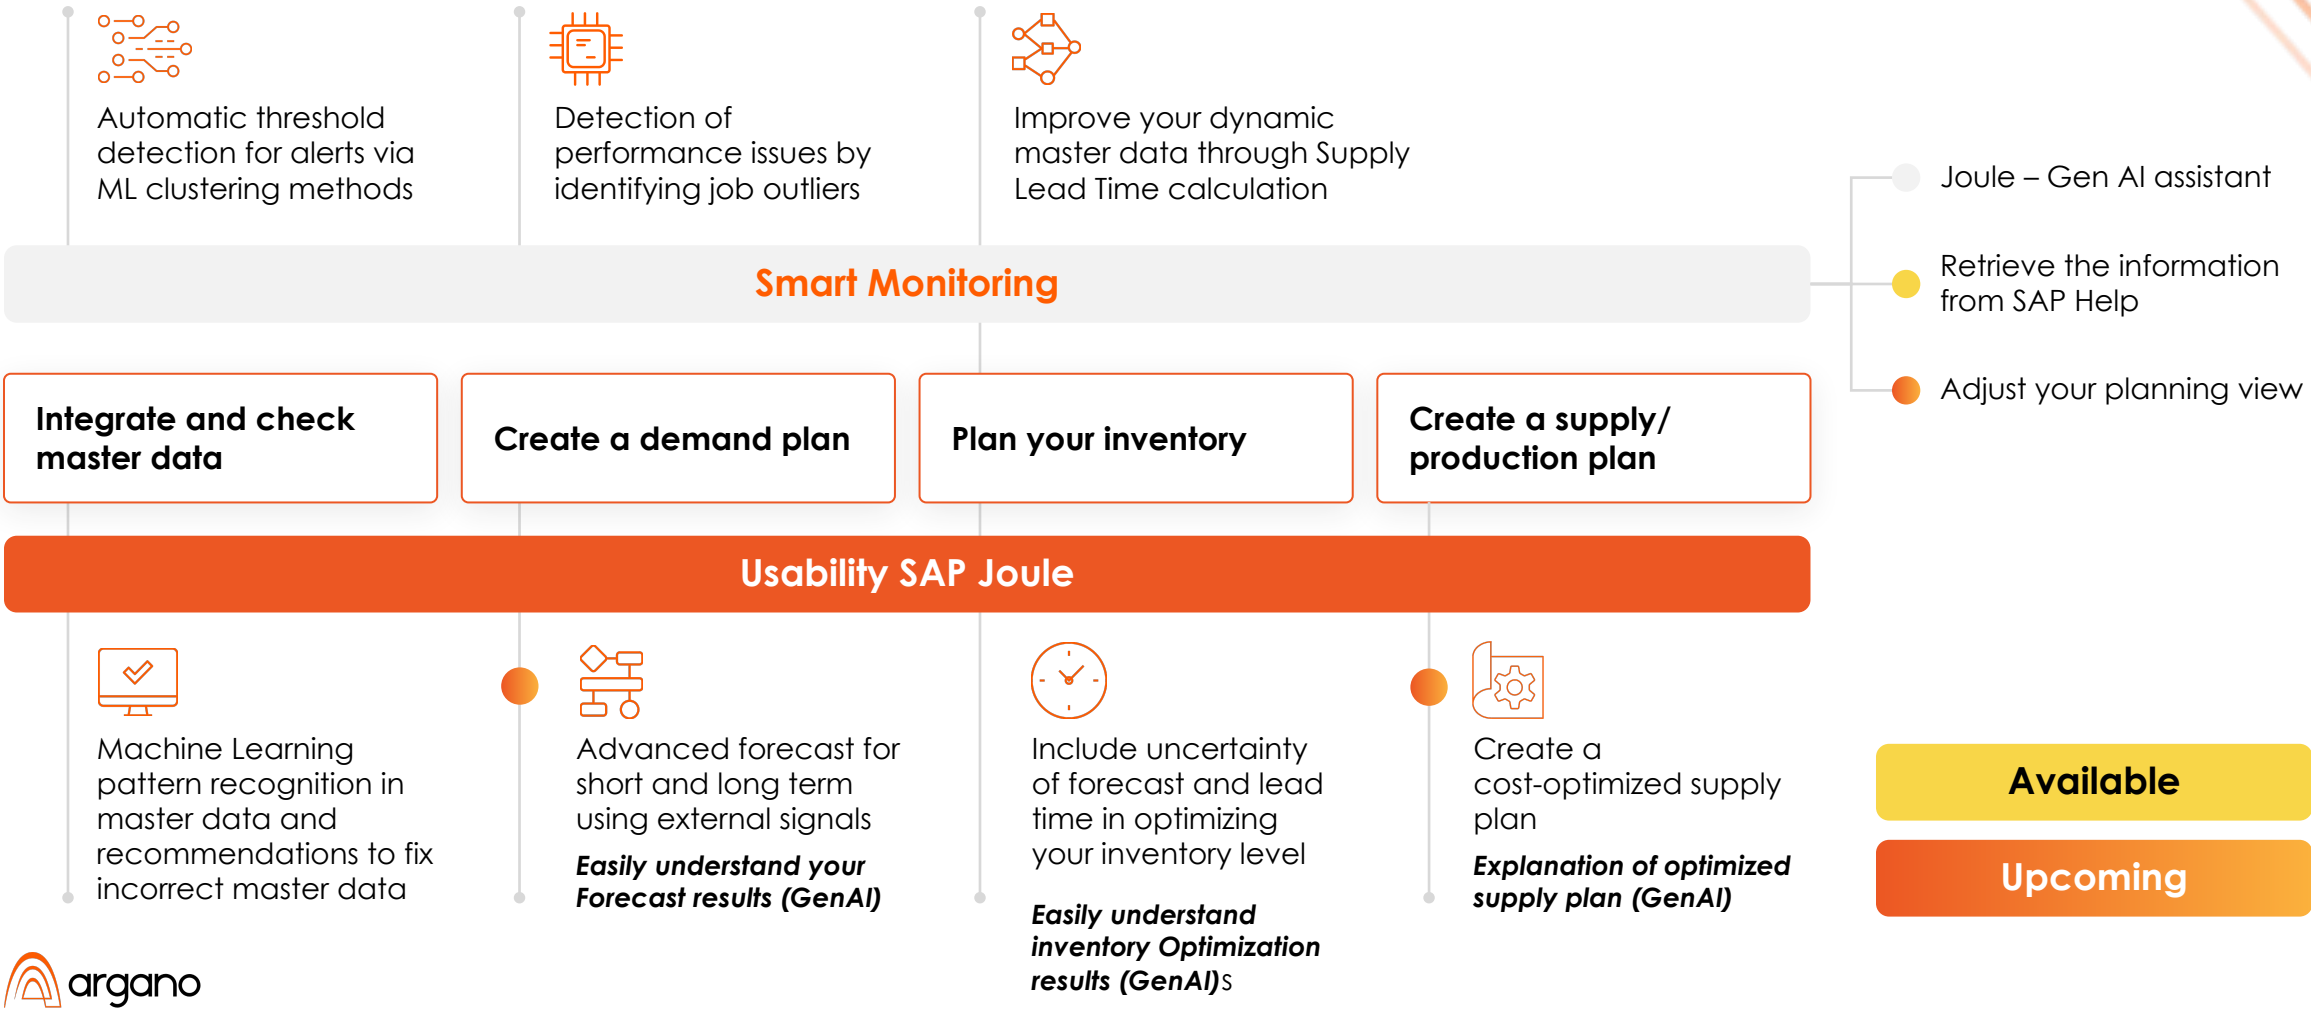 Automatic threshold
detection for alerts via
ML clustering methods
Detection of
performance issues by
identifying job outliers
Improve your dynamic
master data through Supply
Lead Time calculation
Joule – Gen AI assistant
Retrieve the information
from SAP Help
Adjust your planning view
Smart Monitoring
Integrate and check
master data
Create a demand plan
Plan your inventory
Create a supply/
production plan
Usability SAP Joule
Machine Learning
pattern recognition in
master data and
recommendations to fix
incorrect master data
Advanced forecast for
short and long term
using external signals
Easily understand your
Forecast results (GenAI)
Include uncertainty
of forecast and lead
time in optimizing
your inventory level
Easily understand
inventory Optimization
results (GenAI)s
Create a
cost-optimized supply
plan
Explanation of optimized
supply plan (GenAI)
Available
Upcoming
argano